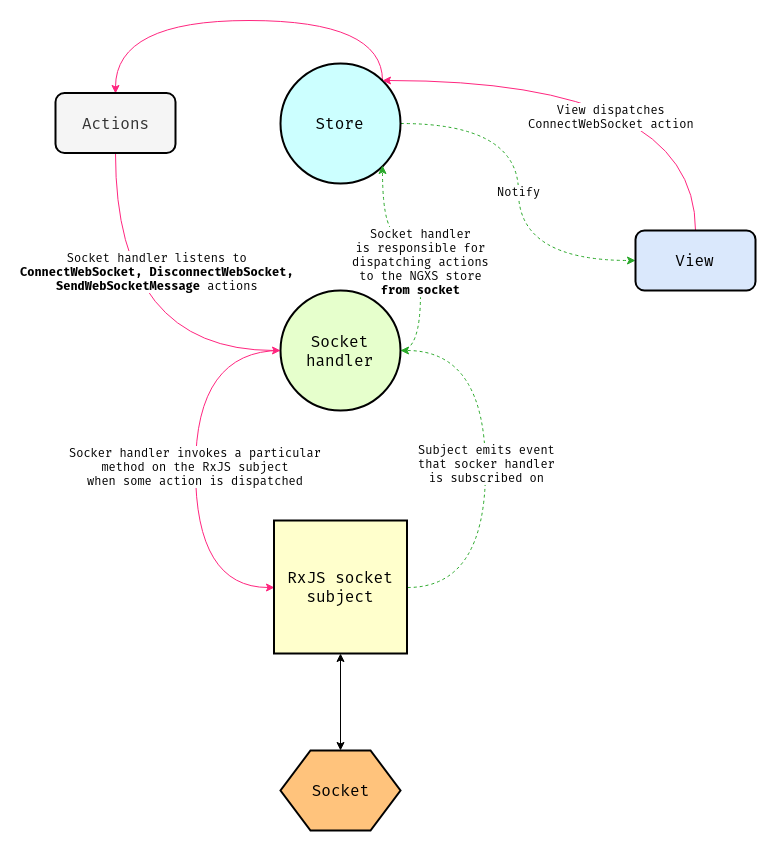 Actions
Store
View dispatches
ConnectWebSocket action
Notify
View
Socket handler
is responsible for
dispatching actions
to the NGXS store
from socket
Socket handler listens to
ConnectWebSocket, DisconnectWebSocket,
SendWebSocketMessage actions
Socket
handler
Socker handler invokes a particular
method on the RxJS subject
when some action is dispatched
Subject emits event
that socker handler
is subscribed on
RxJS socket
subject
Socket